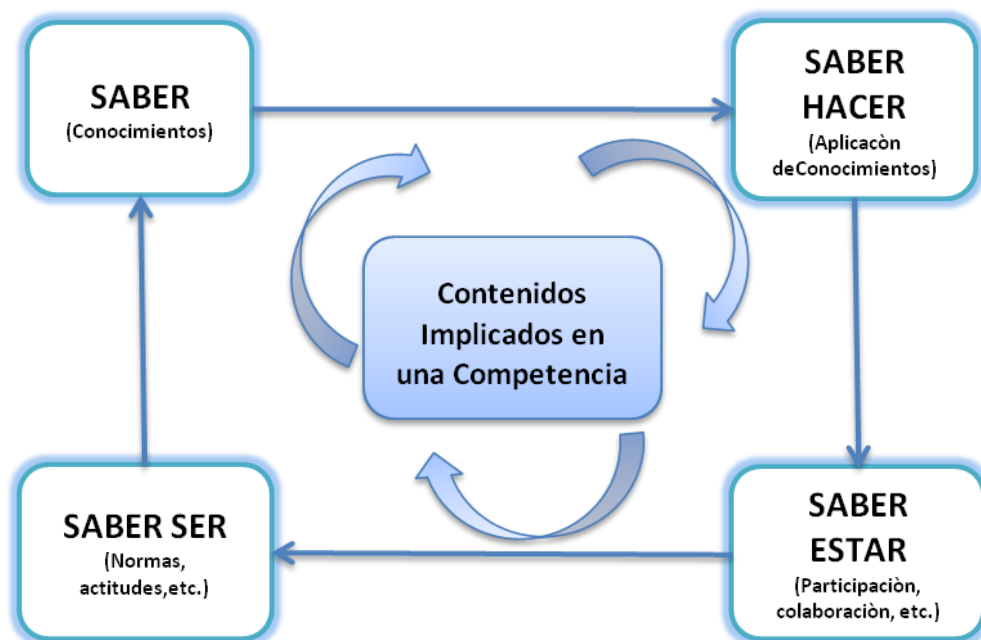 SABER
(Conocimientos)
SABER
HACER
(Aplicacòn
deConocimientos)
Contenidos
Implicados en
una Competencia
SABER SER
(Normas,
actitudes,etc.)
SABER
ESTAR
(Participaciòn,
colaboraciòn, etc.)